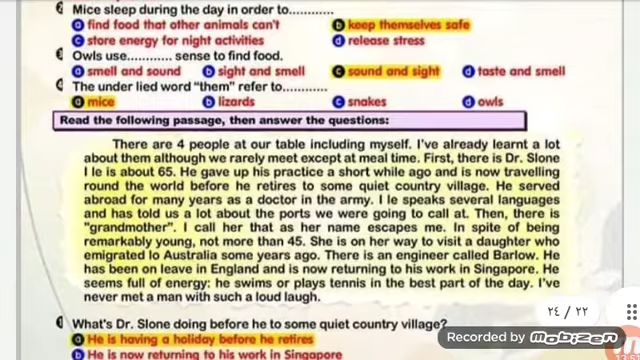 2 Mice sleep during the day in order to............
a find food that other animals can't b keep themselves safe
c store energy for night activities d release stress
3 Owls use............ sense to find food.
a smell and sound b sight and smell c sound and sight d taste and smell
4 The under lied word "them" refer to............
a mice b lizards c snakes d owls
Read the following passage, then answer the questions:
There are 4 people at our table including myself. I've already learnt a lot
about them although we rarely meet except at meal time. First, there is Dr. Slone
I le is about 65. He gave up his practice a short while ago and is now travelling
round the world before he retires to some quiet country village. He served
abroad for many years as a doctor in the army. I le speaks several languages
and has told us a lot about the ports we were going to call at. Then, there is
"grandmother". I call her that as her name escapes me. In spite of being
remarkably young, not more than 45. She is on her way to visit a daughter who
emigrated lo Australia some years ago. There is an engineer called Barlow. He
has been on leave in England and is now returning to his work in Singapore. He
seems full of energy: he swims or plays tennis in the best part of the day. I've
never met a man with such a loud laugh.
٢٤ / ٢٢
1 What's Dr. Slone doing before he to some quiet country village?
Recorded by mobizen
a He is having a holiday before he retires
b He is now returning to his work in Singapore